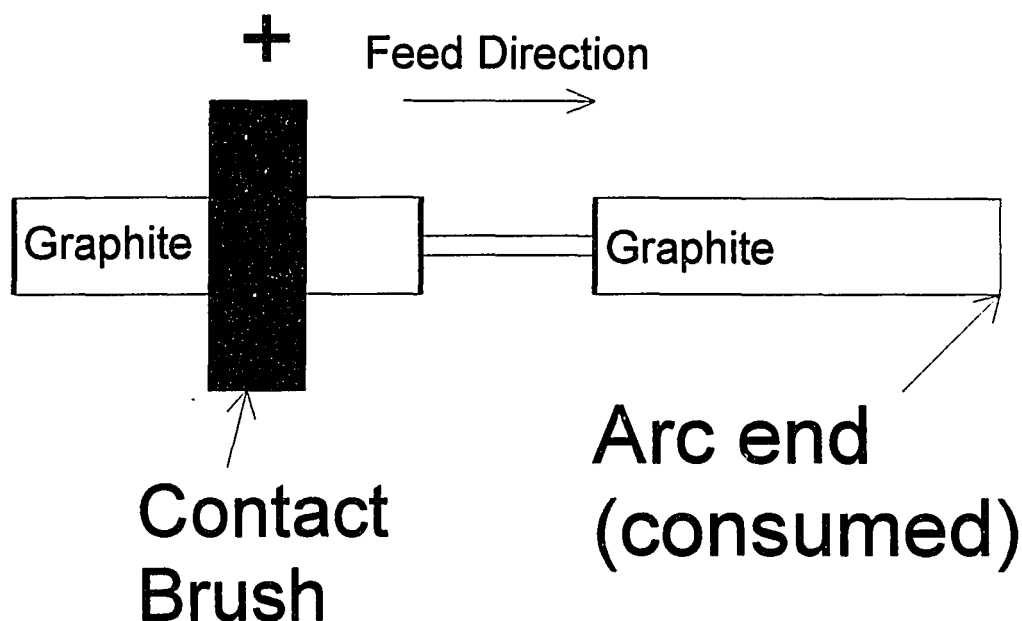 +
Feed Direction
Graphite
Graphite
Arc end
(consumed)
Contact
Brush